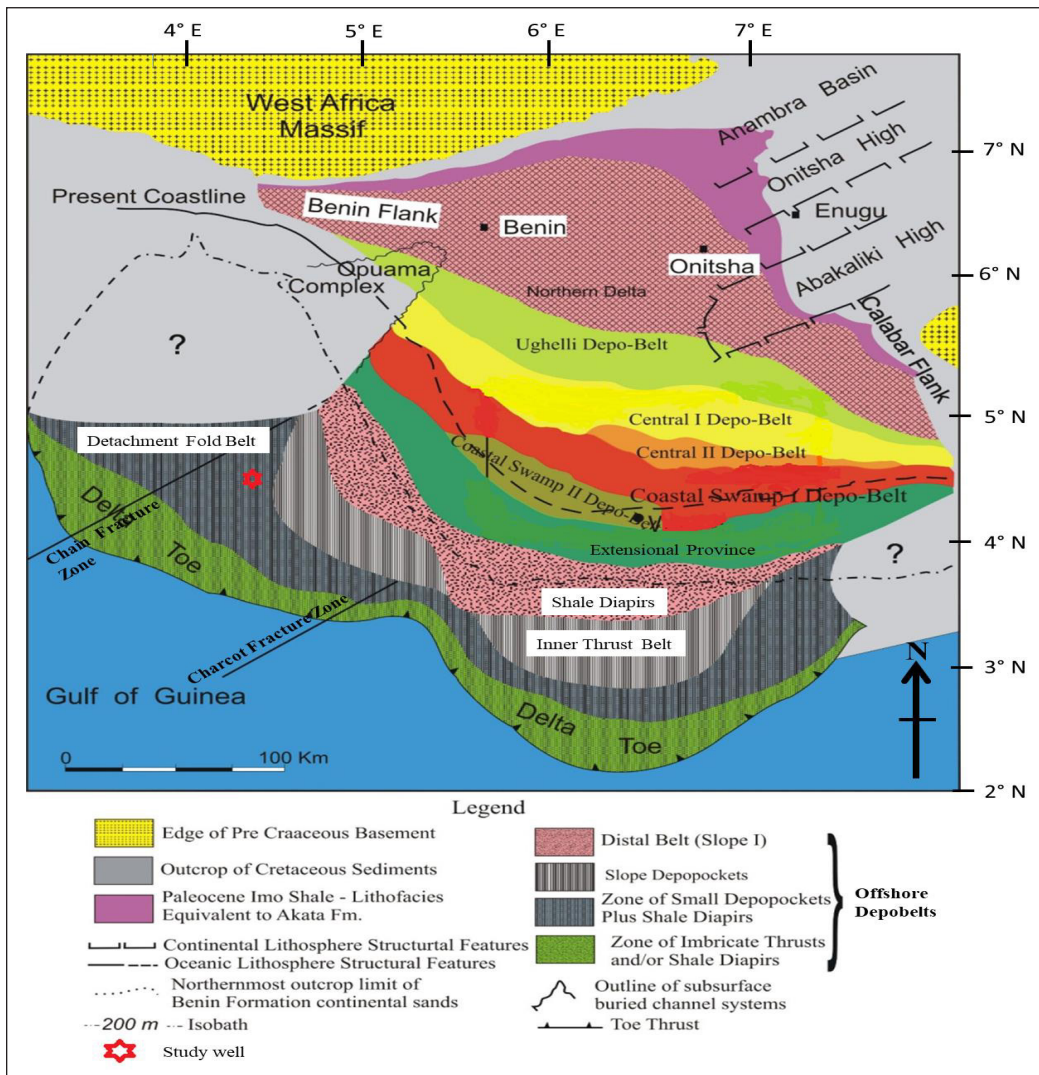 4° E
5° E
6° E
7° E
West Africa
Massif
Anambra Basin
7° N
Onitsha High
Present Coastline
Benin Flank
Benin
Enugu
Onitsha
Abakaliki High
6° N
Opuama
Complex
Northern Delta
?
Ughelli Depo-Belt
Calabar Flank
5° N
Central I Depo-Belt
Detachment Fold Belt
Central II Depo-Belt
Coastal Swamp II Depo-Belt
Coastal Swamp I Depo-Belt
Delta
Toe
Chain Fracture
Zone
4° N
Extensional Province
?
Shale Diapirs
Charcot Fracture Zone
Inner Thrust Belt
3° N
N
Gulf of Guinea
Delta
Toe
0
100 Km
2° N
Legend
Edge of Pre Craaceous Basement
Outcrop of Cretaceous Sediments
Paleocene Imo Shale - Lithofacies
Equivalent to Akata Fm.
Continental Lithosphere Structurtal Features
Oceanic Lithosphere Structural Features
Northernmost outcrop limit of
Benin Formation continental sands
200 m
Isobath
Study well
Distal Belt (Slope I)
Slope Depopockets
Zone of Small Depopockets
Plus Shale Diapirs
Zone of Imbricate Thrusts
and/or Shale Diapirs
Offshore
Depobelts
Outline of subsurface
buried channel systems
Toe Thrust